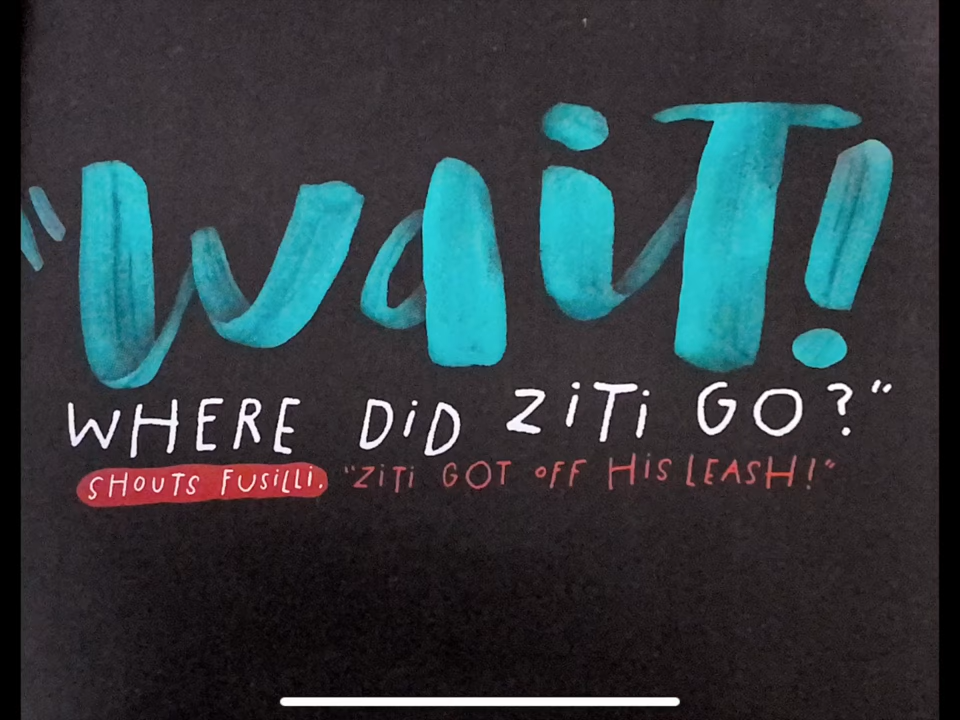 "WaiT!
WHERE DiD ZiTi GO?"
SHOUTS FUSiLLi. "ZiTi GOT OFF HiS LEASH!"